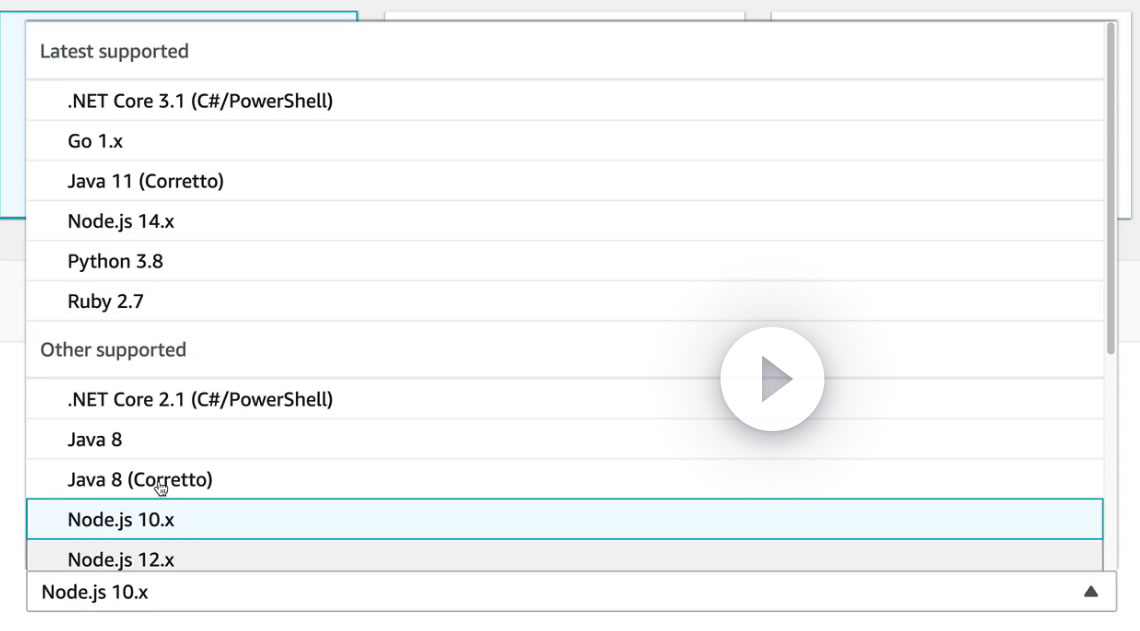 Latest supported
.NET Core 3.1 (C#/PowerShell)
Go 1.x
Java 11 (Corretto)
Node.js 14.x
Python 3.8
Ruby 2.7
Other supported
.NET Core 2.1 (C#/PowerShell)
Java 8
Java 8 (Corretto)
Node.js 10.x
Node.js 12.x
Node.js 10.x